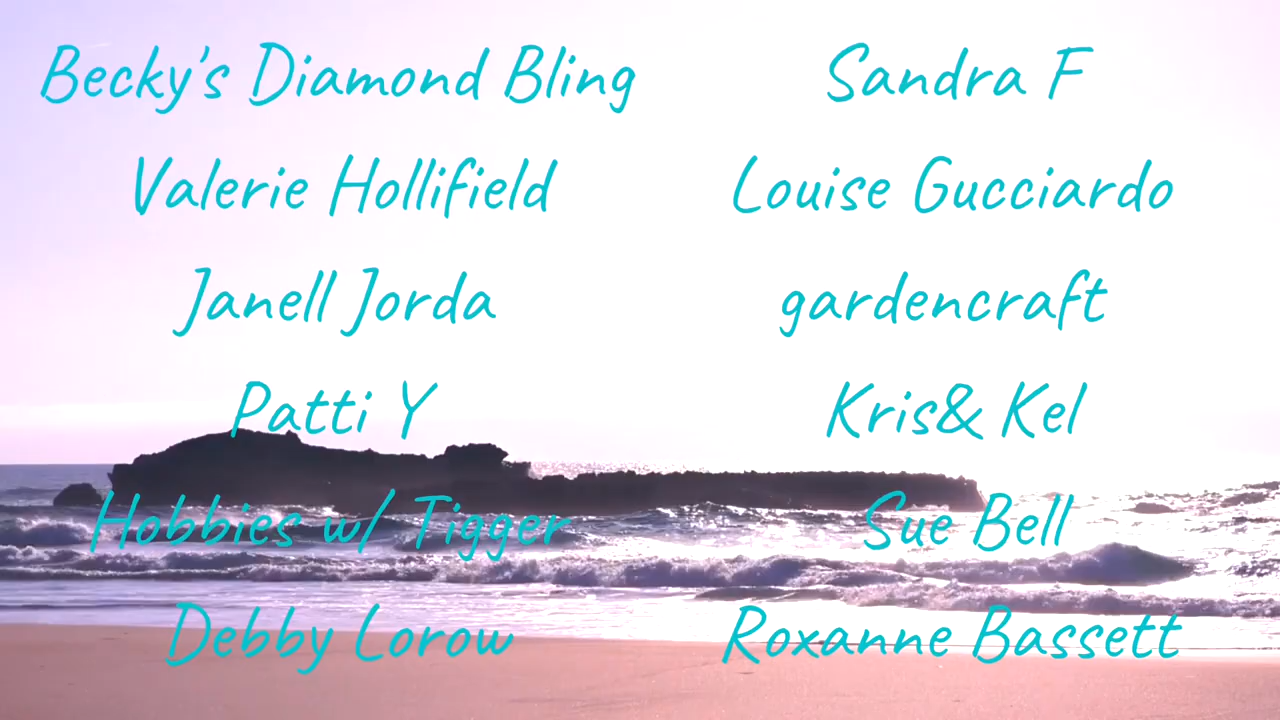 Becky's Diamond Bling
Valerie Hollifield
Janell Jorda
Patti Y
Hobbies w/ Tigger
Debby Lorow
Sandra F
Louise Gucciardo
gardencraft
Kris& Kel
Sue Bell
Roxanne Bassett